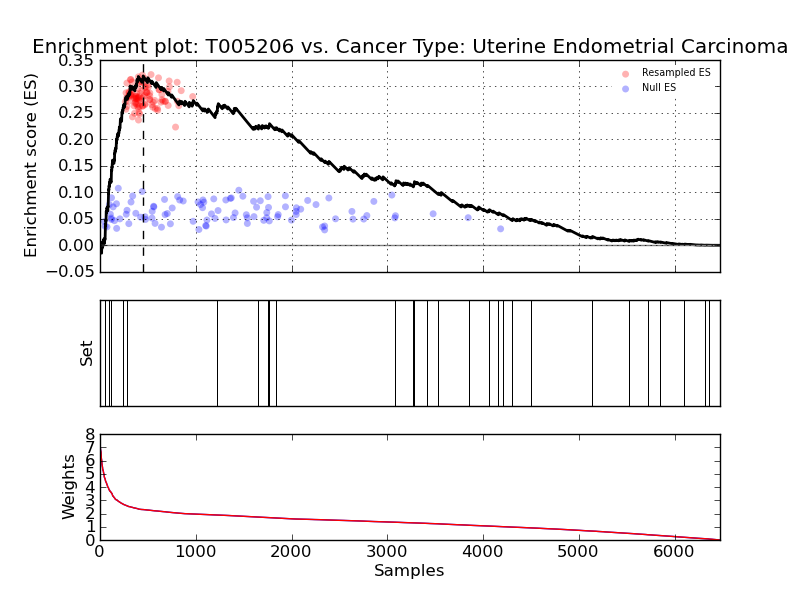 Enrichment plot: T005206 vs. Cancer Type: Uterine Endometrial Carcinoma
0.35
0.30
0.25
0.20
0.15
0.10
0.05
0.00
−0.05
Enrichment score (ES)
Resampled ES
Null ES
Set
8
7
6
5
4
3
2
1
0
Weights
0 1000 2000 3000 4000 5000 6000
Samples